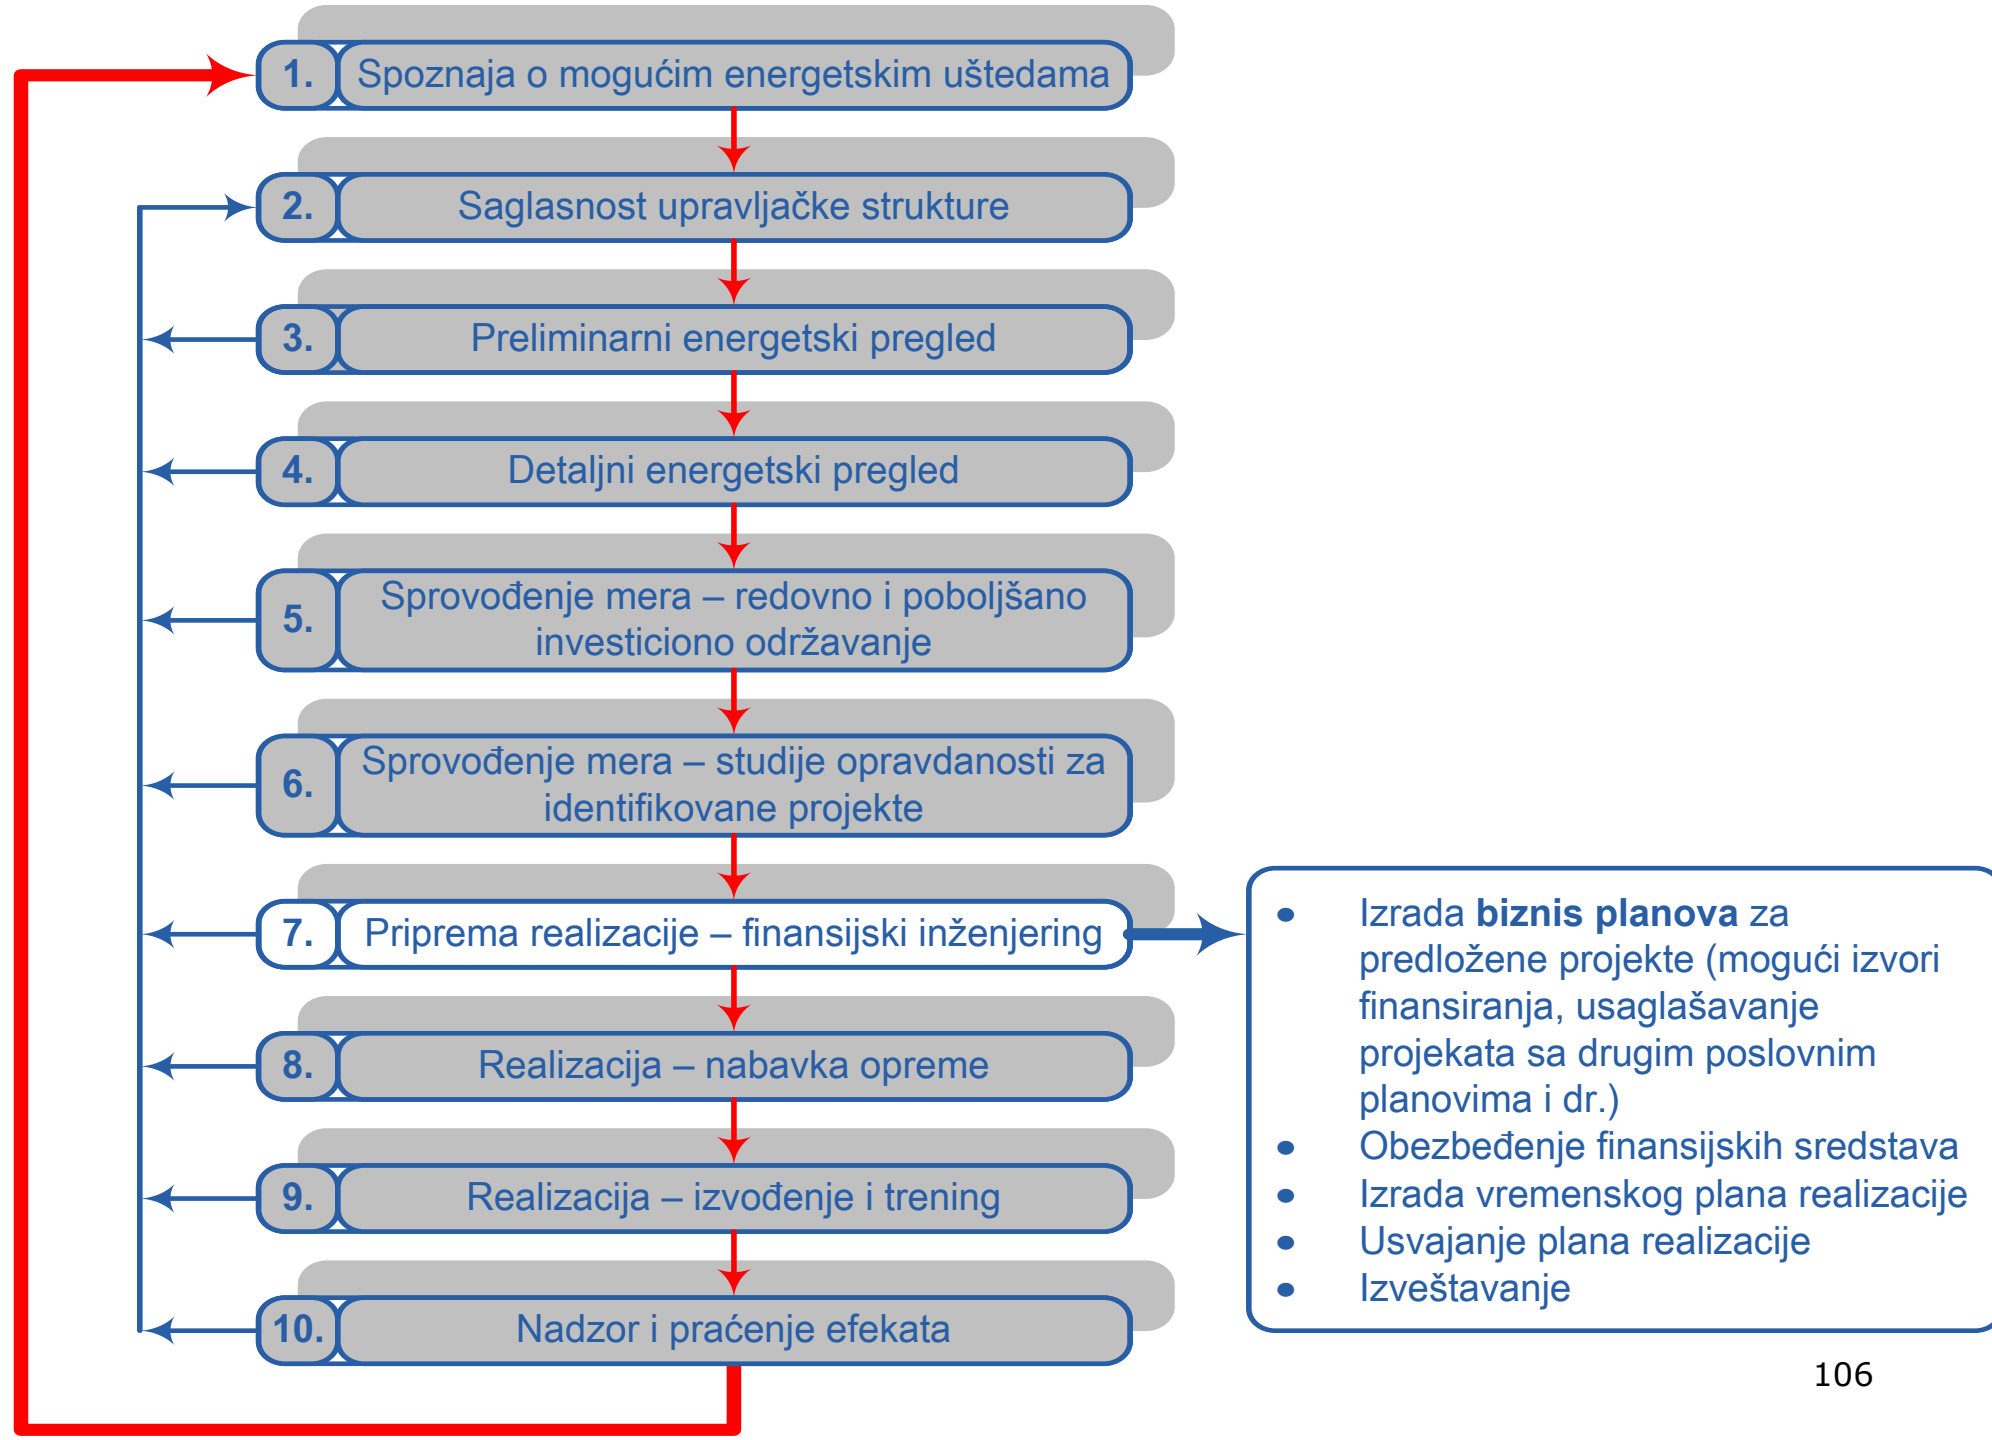 1. Spoznaja o mogućim energetskim uštedama
2. Saglasnost upravljačke strukture
3. Preliminarni energetski pregled
4. Detaljni energetski pregled
5. Sprovođenje mera – redovno i poboljšano
investiciono održavanje
6. Sprovođenje mera – studije opravdanosti za
identifikovane projekte
7. Priprema realizacije – finansijski inženjering
8. Realizacija – nabavka opreme
9. Realizacija – izvođenje i trening
10. Nadzor i praćenje efekata
• Izrada biznis planova za
predložene projekte (mogući izvori
finansiranja, usaglašavanje
projekata sa drugim poslovnim
planovima i dr.)
• Obezbeđenje finansijskih sredstava
• Izrada vremenskog plana realizacije
• Usvajanje plana realizacije
• Izveštavanje
106